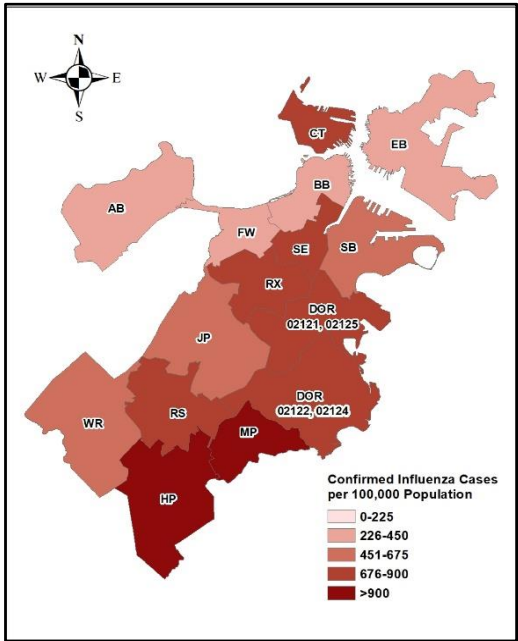 N
W E
S
CT
EB
BB
AB
FW
SE
SB
RX
DOR
02121, 02125
JP
DOR
02122, 02124
RS
WR
MP
HP
Confirmed Influenza Cases
per 100,000 Population
0-225
226-450
451-675
676-900
>900